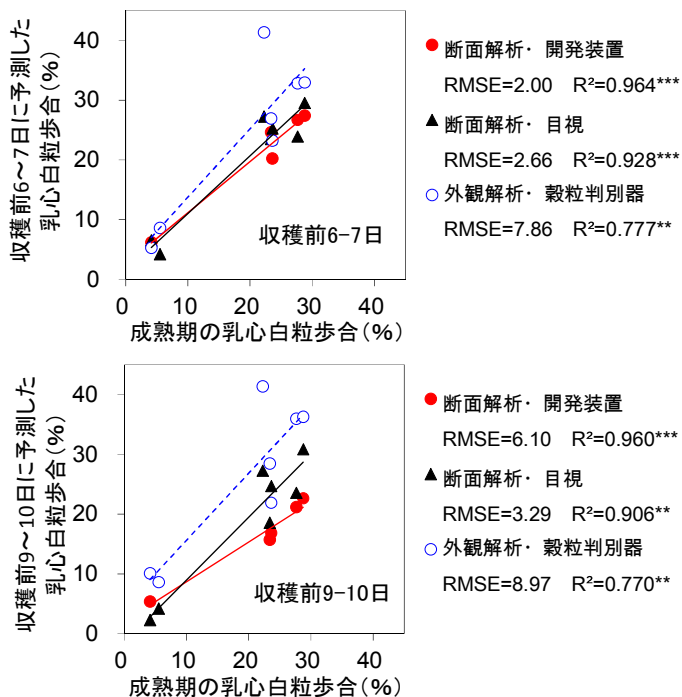 収穫前6～7日に予測した
乳心白粒歩合(%)
40
30
20
10
0
収穫前6-7日
0 10 20 30 40
成熟期の乳心白粒歩合(%)
断面解析・ 開発装置
RMSE=2.00 R²=0.964***
断面解析・ 目視
RMSE=2.66 R²=0.928***
外観解析・ 穀粒判別器
RMSE=7.86 R²=0.777**
収穫前9～10日に予測した
乳心白粒歩合(%)
40
30
20
10
0
収穫前9-10日
0 10 20 30 40
成熟期の乳心白粒歩合(%)
断面解析・ 開発装置
RMSE=6.10 R²=0.960***
断面解析・ 目視
RMSE=3.29 R²=0.906**
外観解析・ 穀粒判別器
RMSE=8.97 R²=0.770**